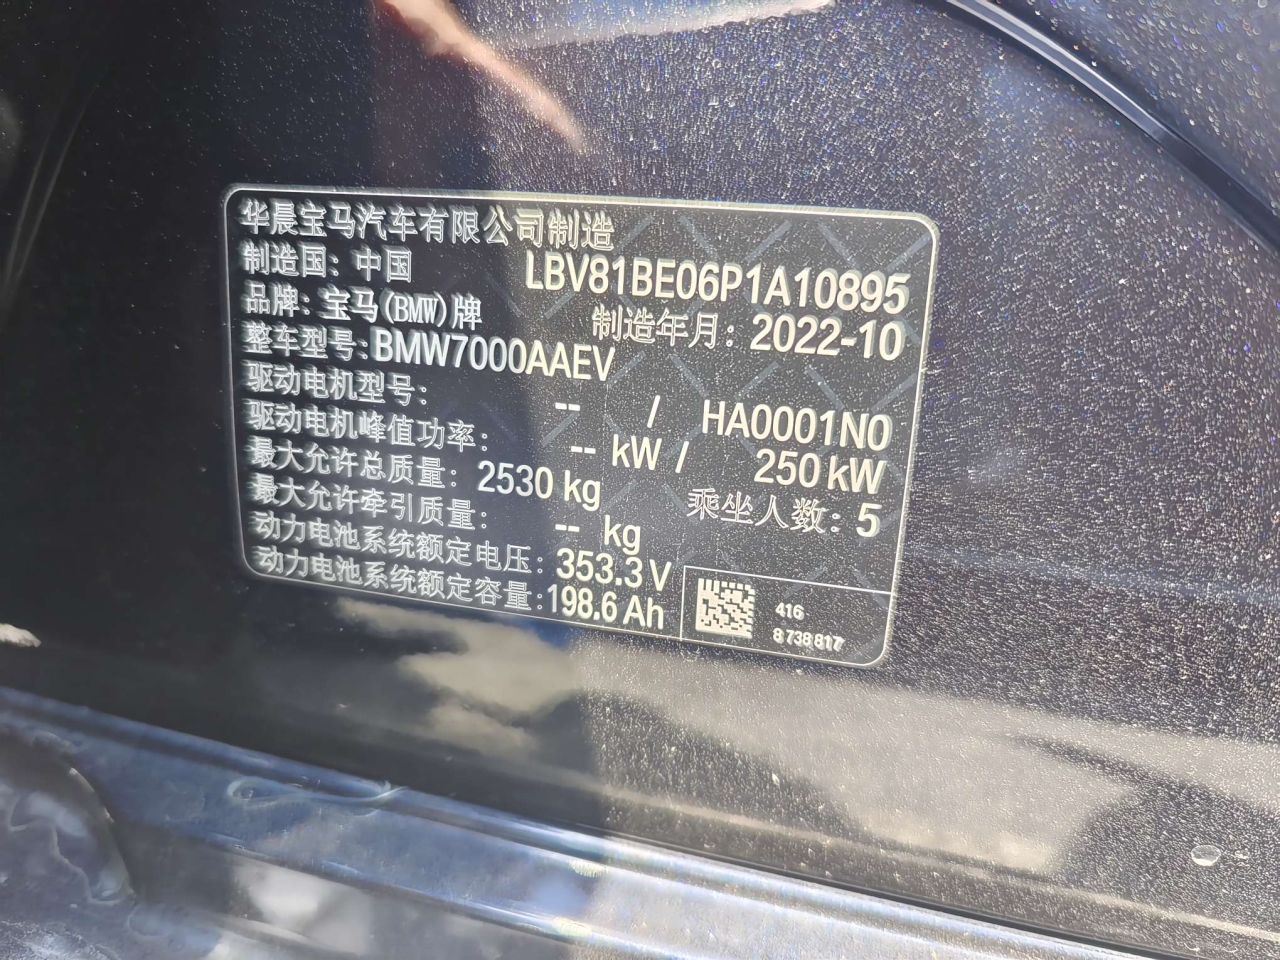 华晨宝马汽车有限公司制造
制造国: 中国
LBV81BE06P1A10895
品牌: 宝马(BMW)牌
制造年月: 2022-10
整车型号: BMW7000AAEV
驱动电机型号: -- / HA0001N0
驱动电机峰值功率: -- kW / 250 kW
最大允许总质量: 2530 kg
乘坐人数: 5
最大允许牵引质量: -- kg
动力电池系统额定电压: 353.3 V
动力电池系统额定容量: 198.6 Ah
416
8738817